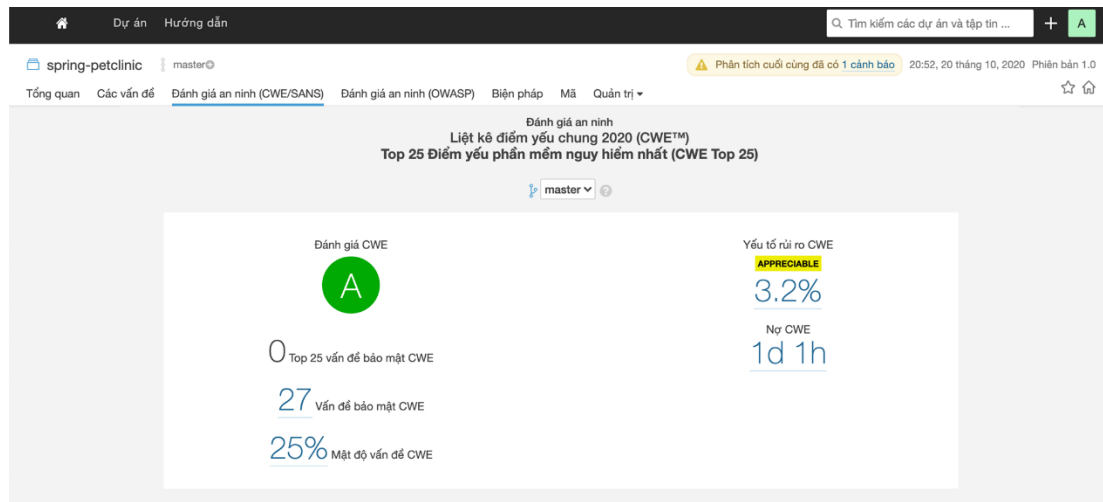 Dự án Hướng dẫn Tìm kiếm các dự án và tập tin ... + A
spring-petclinic master Phân tích cuối cùng đã có 1 cảnh báo 20:52, 20 tháng 10, 2020 Phiên bản 1.0
Tổng quan Các vấn đề Đánh giá an ninh (CWE/SANS) Đánh giá an ninh (OWASP) Biện pháp Mã Quản trị
Đánh giá an ninh
Liệt kê điểm yếu chung 2020 (CWE™)
Top 25 Điểm yếu phần mềm nguy hiểm nhất (CWE Top 25)
master ?
Đánh giá CWE
A
0 Top 25 vấn đề bảo mật CWE
27 Vấn đề bảo mật CWE
25% Mật độ vấn đề CWE
Yếu tố rủi ro CWE
APPRECIABLE
3.2%
Nợ CWE
1d 1h